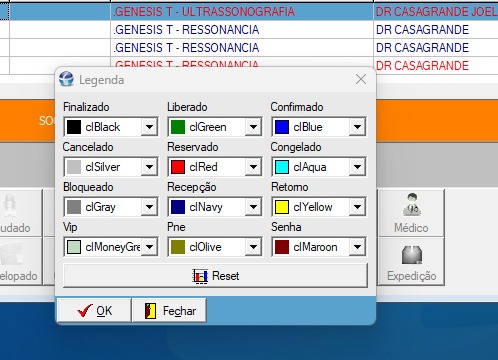 .GENESIS T - ULTRASSONOGRAFIA DR CASAGRANDE JOEL
.GENESIS T - RESSONANCIA DR CASAGRANDE
.GENESIS T - RESSONANCIA DR CASAGRANDE
.GENESIS T - RESSONANCIA DR CASAGRANDE
Legenda
Finalizado Liberado Confirmado
clBlack clGreen clBlue
Cancelado Reservado Congelado
clSilver clRed clAqua
Bloqueado Recepção Retorno
clGray clNavy clYellow
Vip Pne Senha
clMoneyGre clOlive clMaroon
Reset
OK Fechar
SO
udado Médico
elopado Expedição